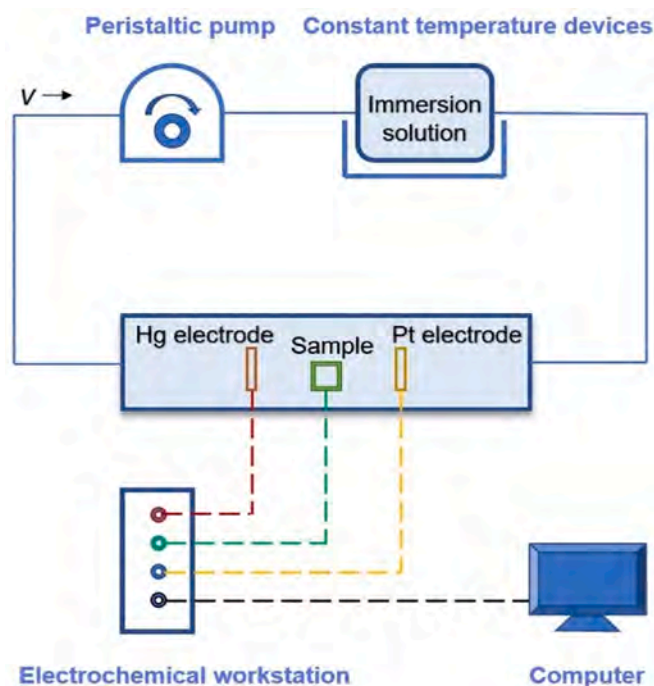 Peristaltic pump
Constant temperature devices
V →
Immersion
solution
Hg electrode
Sample
Pt electrode
Electrochemical workstation
Computer